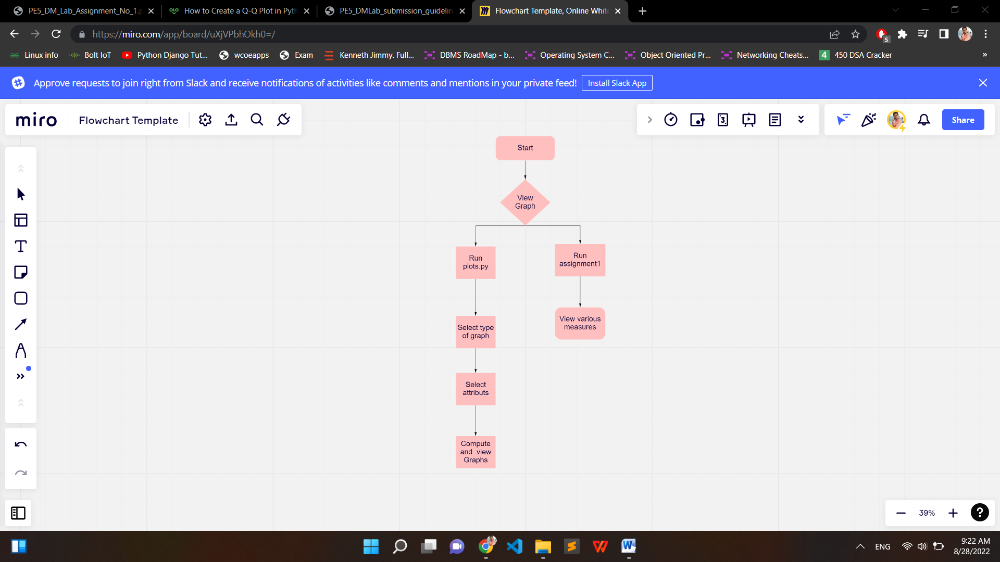 PE5_DM_Lab_Assignment_No_1.p
How to Create a Q-Q Plot in Pyth
PE5_DMLab_submission_guidelin
Flowchart Template, Online White
https://miro.com/app/board/uXjVPbhOkh0=/
5
Linux info
Bolt IoT
Python Django Tut...
wcoeapps
Exam
Kenneth Jimmy. Full...
DBMS RoadMap - b...
Operating System C...
Object Oriented Pr...
Networking Cheats...
4
450 DSA Cracker
»
Approve requests to join right from Slack and receive notifications of activities like comments and mentions in your private feed!
Install Slack App
miro
Flowchart Template
3
Share
Start
View
Graph
Run
plots.py
Run
assignment1
Select type
of graph
View various
measures
Select
attributs
Compute
and view
Graphs
39%
?
ENG
9:22 AM
8/28/2022